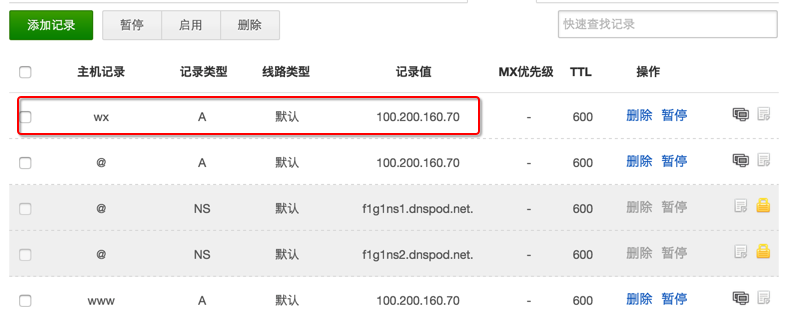 添加记录 暂停 启用 删除 快速查找记录
主机记录 记录类型 线路类型 记录值 MX优先级 TTL 操作
wx A 默认 100.200.160.70 - 600 删除 暂停
@ A 默认 100.200.160.70 - 600 删除 暂停
@ NS 默认 f1g1ns1.dnspod.net. - 600 删除 暂停
@ NS 默认 f1g1ns2.dnspod.net. - 600 删除 暂停
www A 默认 100.200.160.70 - 600 删除 暂停